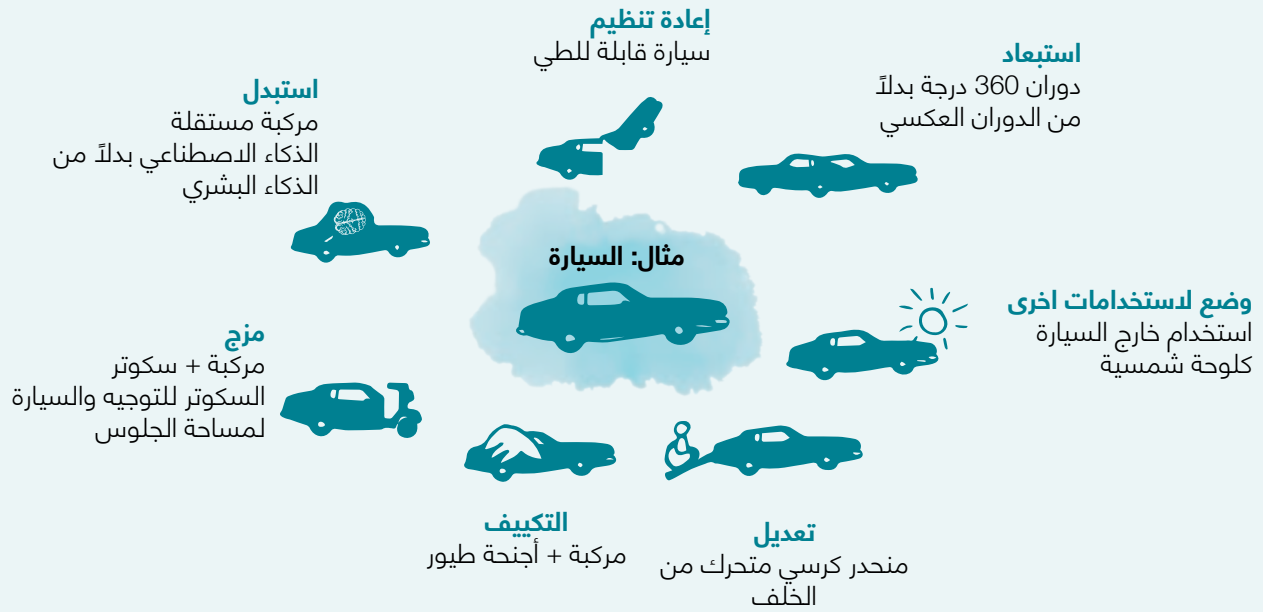 إعادة تنظيم
سيارة قابلة للطي
استبعاد
دوران 360 درجة بدلاً
من الدوران العكسي
استبدل
مركبة مستقلة
الذكاء الاصطناعي بدلاً من
الذكاء البشري
مثال: السيارة
وضع لاستخدامات اخرى
استخدام خارج السيارة
كلوحة شمسية
مزج
مركبة + سكوتر
السكوتر للتوجيه والسيارة
لمساحة الجلوس
التكييف
مركبة + أجنحة طيور
تعديل
منحدر كرسي متحرك من
الخلف